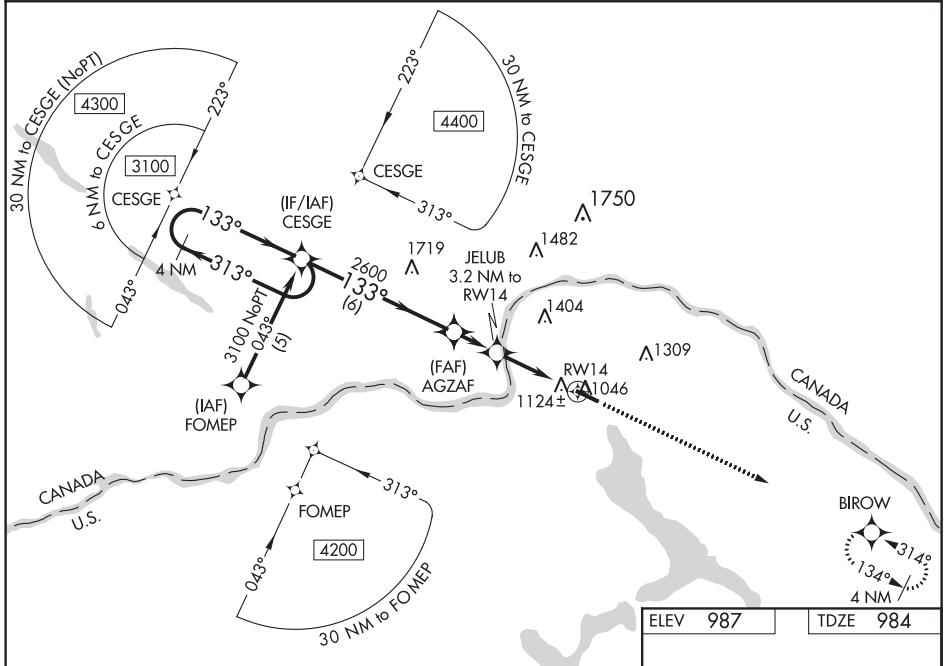 30 NM to CESGE (NoPT)
4300
223°
6 NM to CESGE
3100
CESGE
043°
223°
4400
30 NM to CESGE
CESGE
313°
(IF/IAF)
CESGE
133°
313°
4 NM
3100 NoPT
043°
(5)
(IAF)
FOMEP
2600
133°
(6)
1719
1750
1482
JELUB
3.2 NM to
RW14
1404
1309
(FAF)
AGZAF
RW14
1124±
1046
CANADA
U.S.
CANADA
U.S.
313°
FOMEP
043°
4200
30 NM to FOMEP
BIROW
314°
134°
4 NM
ELEV 987
TDZE 984